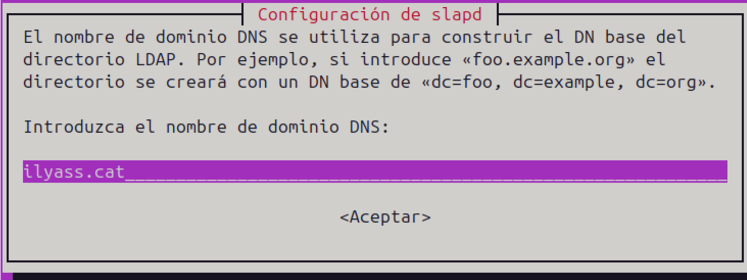 Configuración de slapd
El nombre de dominio DNS se utiliza para construir el DN base del
directorio LDAP. Por ejemplo, si introduce «foo.example.org» el
directorio se creará con un DN base de «dc=foo, dc=example, dc=org».
Introduzca el nombre de dominio DNS:
ilyass.cat
<Aceptar>